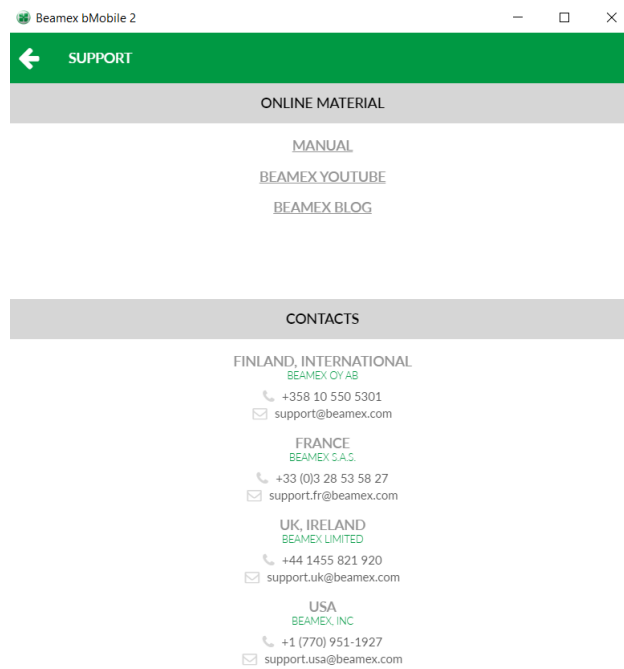 Beamex bMobile 2
SUPPORT
ONLINE MATERIAL
MANUAL
BEAMEX YOUTUBE
BEAMEX BLOG
CONTACTS
FINLAND, INTERNATIONAL
BEAMEX OY AB
+358 10 550 5301
support@beamex.com
FRANCE
BEAMEX S.A.S.
+33 (0)3 28 53 58 27
support.fr@beamex.com
UK, IRELAND
BEAMEX LIMITED
+44 1455 821 920
support.uk@beamex.com
USA
BEAMEX, INC
+1 (770) 951-1927
support.usa@beamex.com